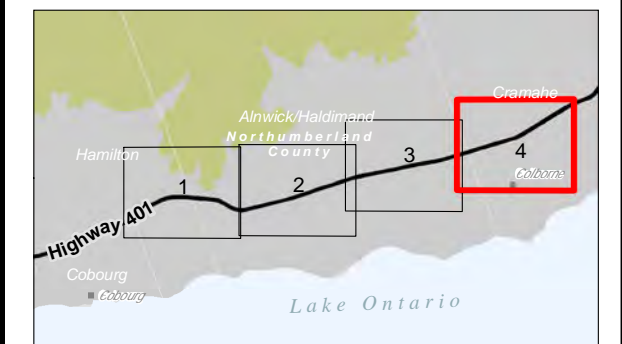 Cramahe
Alnwick/Haldimand
Northumberland
County
Hamilton
1
2
3
4
Colborne
Highway 401
Cobourg
Cobourg
Lake Ontario